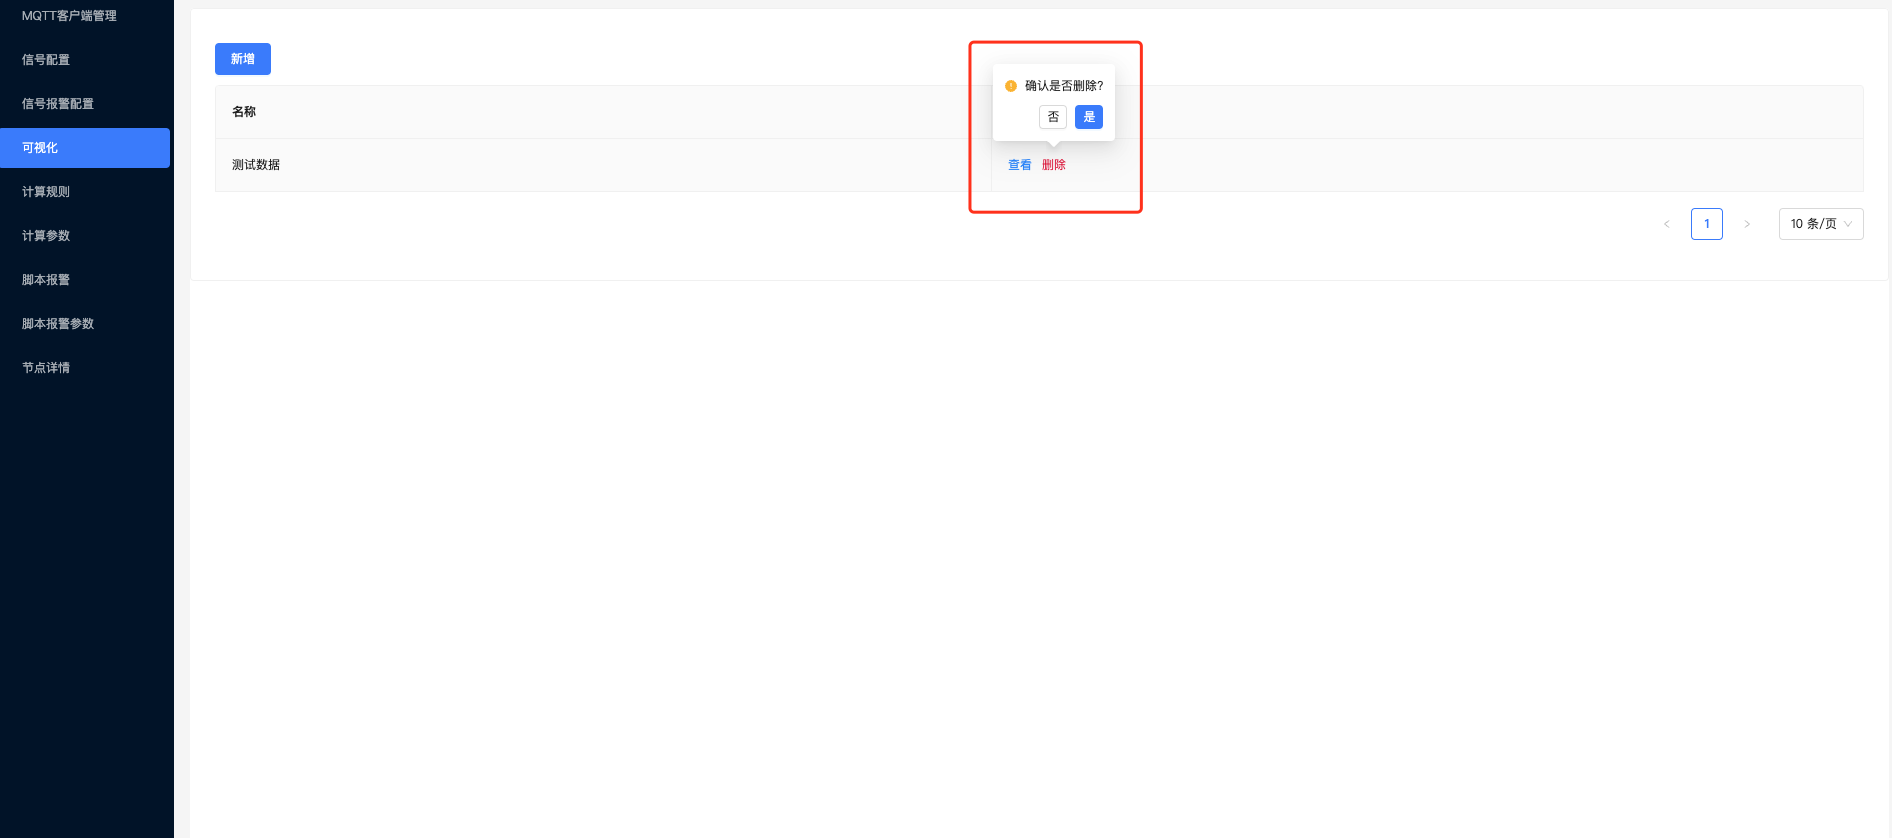 MQTT客户端管理
信号配置
信号报警配置
可视化
计算规则
计算参数
脚本报警
脚本报警参数
节点详情
新增
确认是否删除?
否 是
名称
测试数据
查看 删除
1
10 条/页